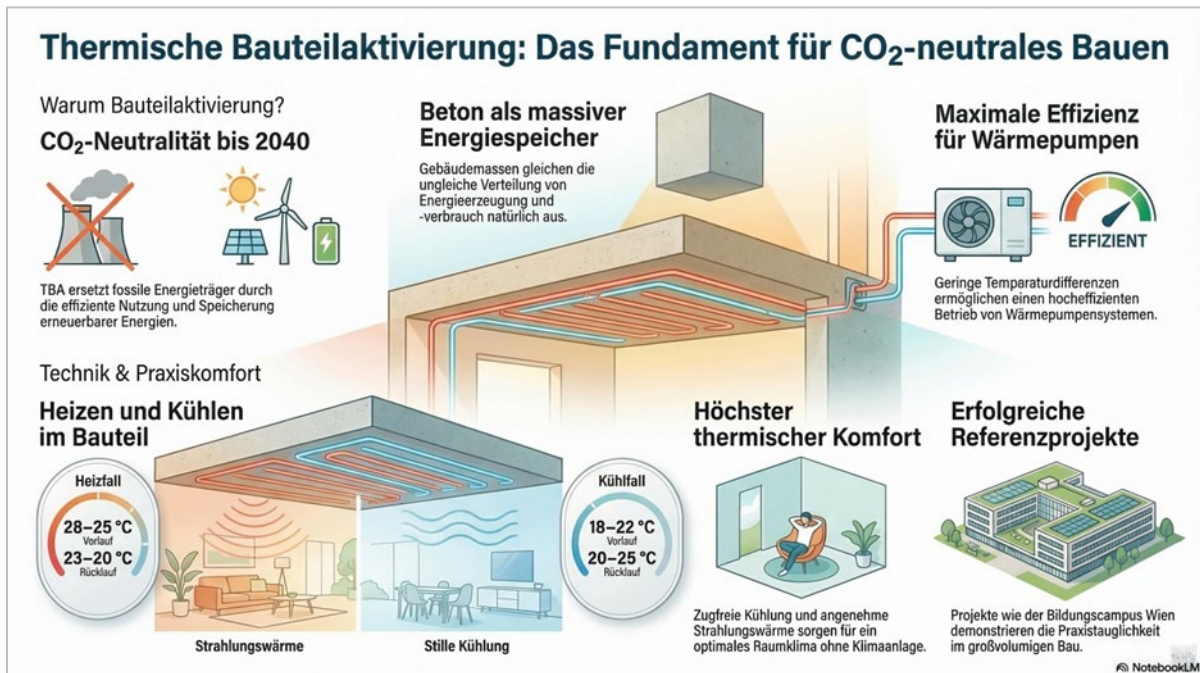 Thermische Bauteilaktivierung: Das Fundament für CO₂-neutrales Bauen
Warum Bauteilaktivierung?
CO₂-Neutralität bis 2040
TBA ersetzt fossile Energieträger durch
die effiziente Nutzung und Speicherung
erneuerbarer Energien.
Beton als massiver
Energiespeicher
Gebäudemassen gleichen die
ungleiche Verteilung von
Energieerzeugung und
-verbrauch natürlich aus.
Maximale Effizienz
für Wärmepumpen
EFFIZIENT
Geringe Temperaturdifferenzen
ermöglichen einen hocheffizienten
Betrieb von Wärmepumpensystemen.
Technik & Praxiskomfort
Heizen und Kühlen
im Bauteil
Heizfall
28–25 °C
Vorlauf
23–20 °C
Rücklauf
Strahlungswärme
Stille Kühlung
Kühlfall
18–22 °C
Vorlauf
20–25 °C
Rücklauf
Höchster
thermischer Komfort
Zugfreie Kühlung und angenehme
Strahlungswärme sorgen für ein
optimales Raumklima ohne Klimaanlage.
Erfolgreiche
Referenzprojekte
Projekte wie der Bildungscampus Wien
demonstrieren die Praxistauglichkeit
im großvolumigen Bau.
NotebookLM